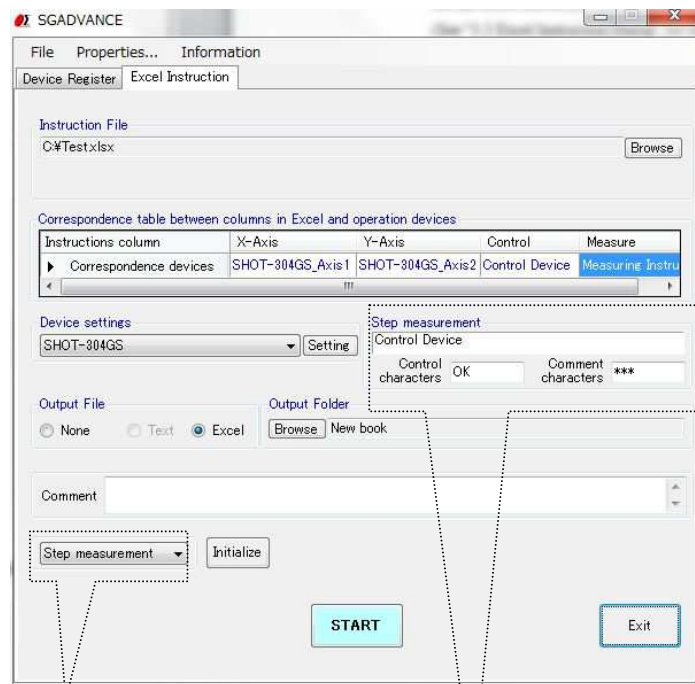 SGADVANCE
File Properties... Information
Device Register Excel Instruction
Instruction File
C:¥Test.xlsx Browse
Correspondence table between columns in Excel and operation devices
Instructions column X-Axis Y-Axis Control Measure
Correspondence devices SHOT-304GS_Axis1 SHOT-304GS_Axis2 Control Device Measuring Instru
Device settings Step measurement
SHOT-304GS Setting Control Device
Control characters OK Comment characters ***
Output File Output Folder
None Text Excel Browse New book
Comment
Step measurement Initialize
START Exit